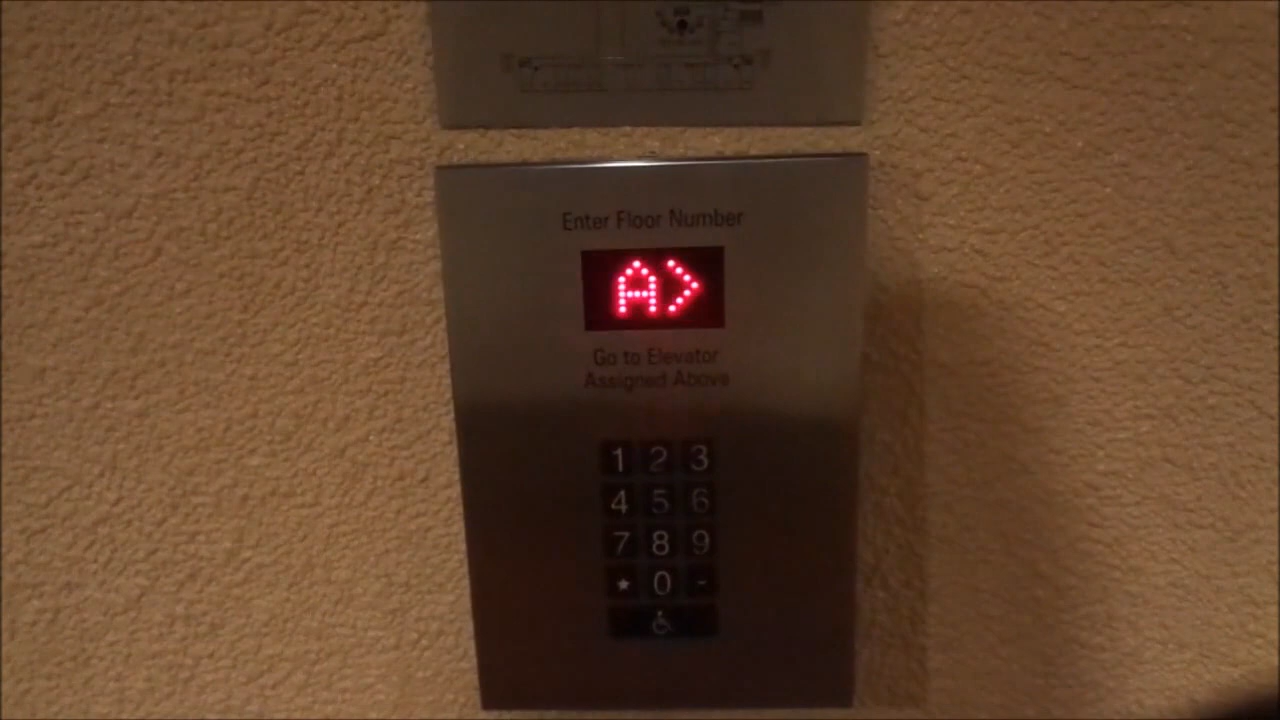 Enter Floor Number
A>
Go to Elevator
Assigned Above
1 2 3
4 5 6
7 8 9
★ 0 -